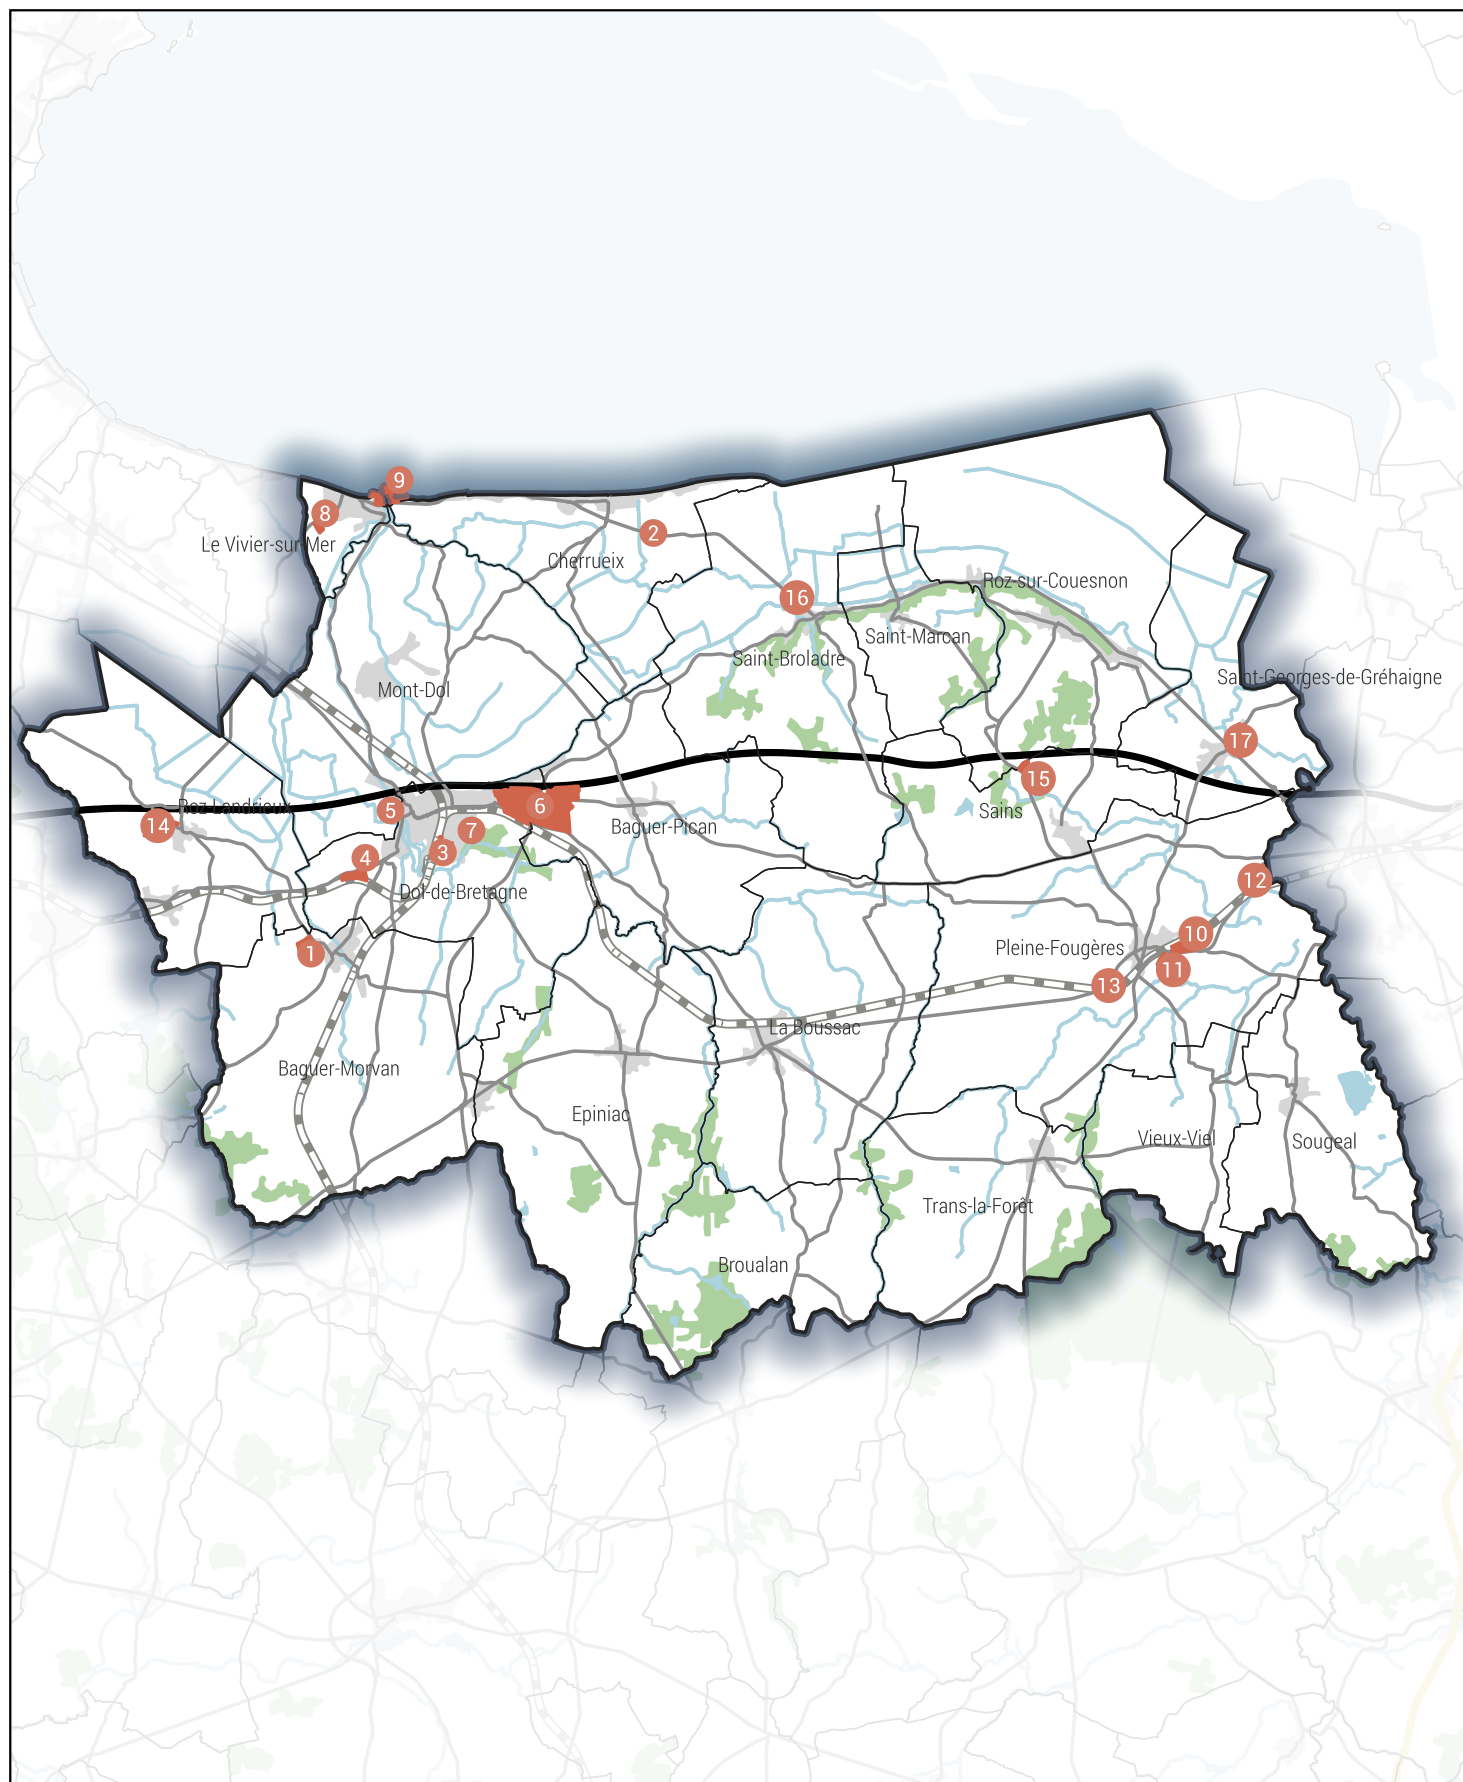 9
8
2
Le Vivier-sur-Mer
Cherrueix
Roz-sur-Couesnon
16
Saint-Marcan
Saint-Broladre
Saint-Georges-de-Gréhaigne
Mont-Dol
17
15
Roz-Landrieux
5
6
Sains
14
7
Baguer-Pican
3
4
12
Dol-de-Bretagne
10
Pleine-Fougères
1
11
13
La Boussac
Baguer-Morvan
Epiniac
Vieux-Viel
Sougeal
Trans-la-Forêt
Broualan